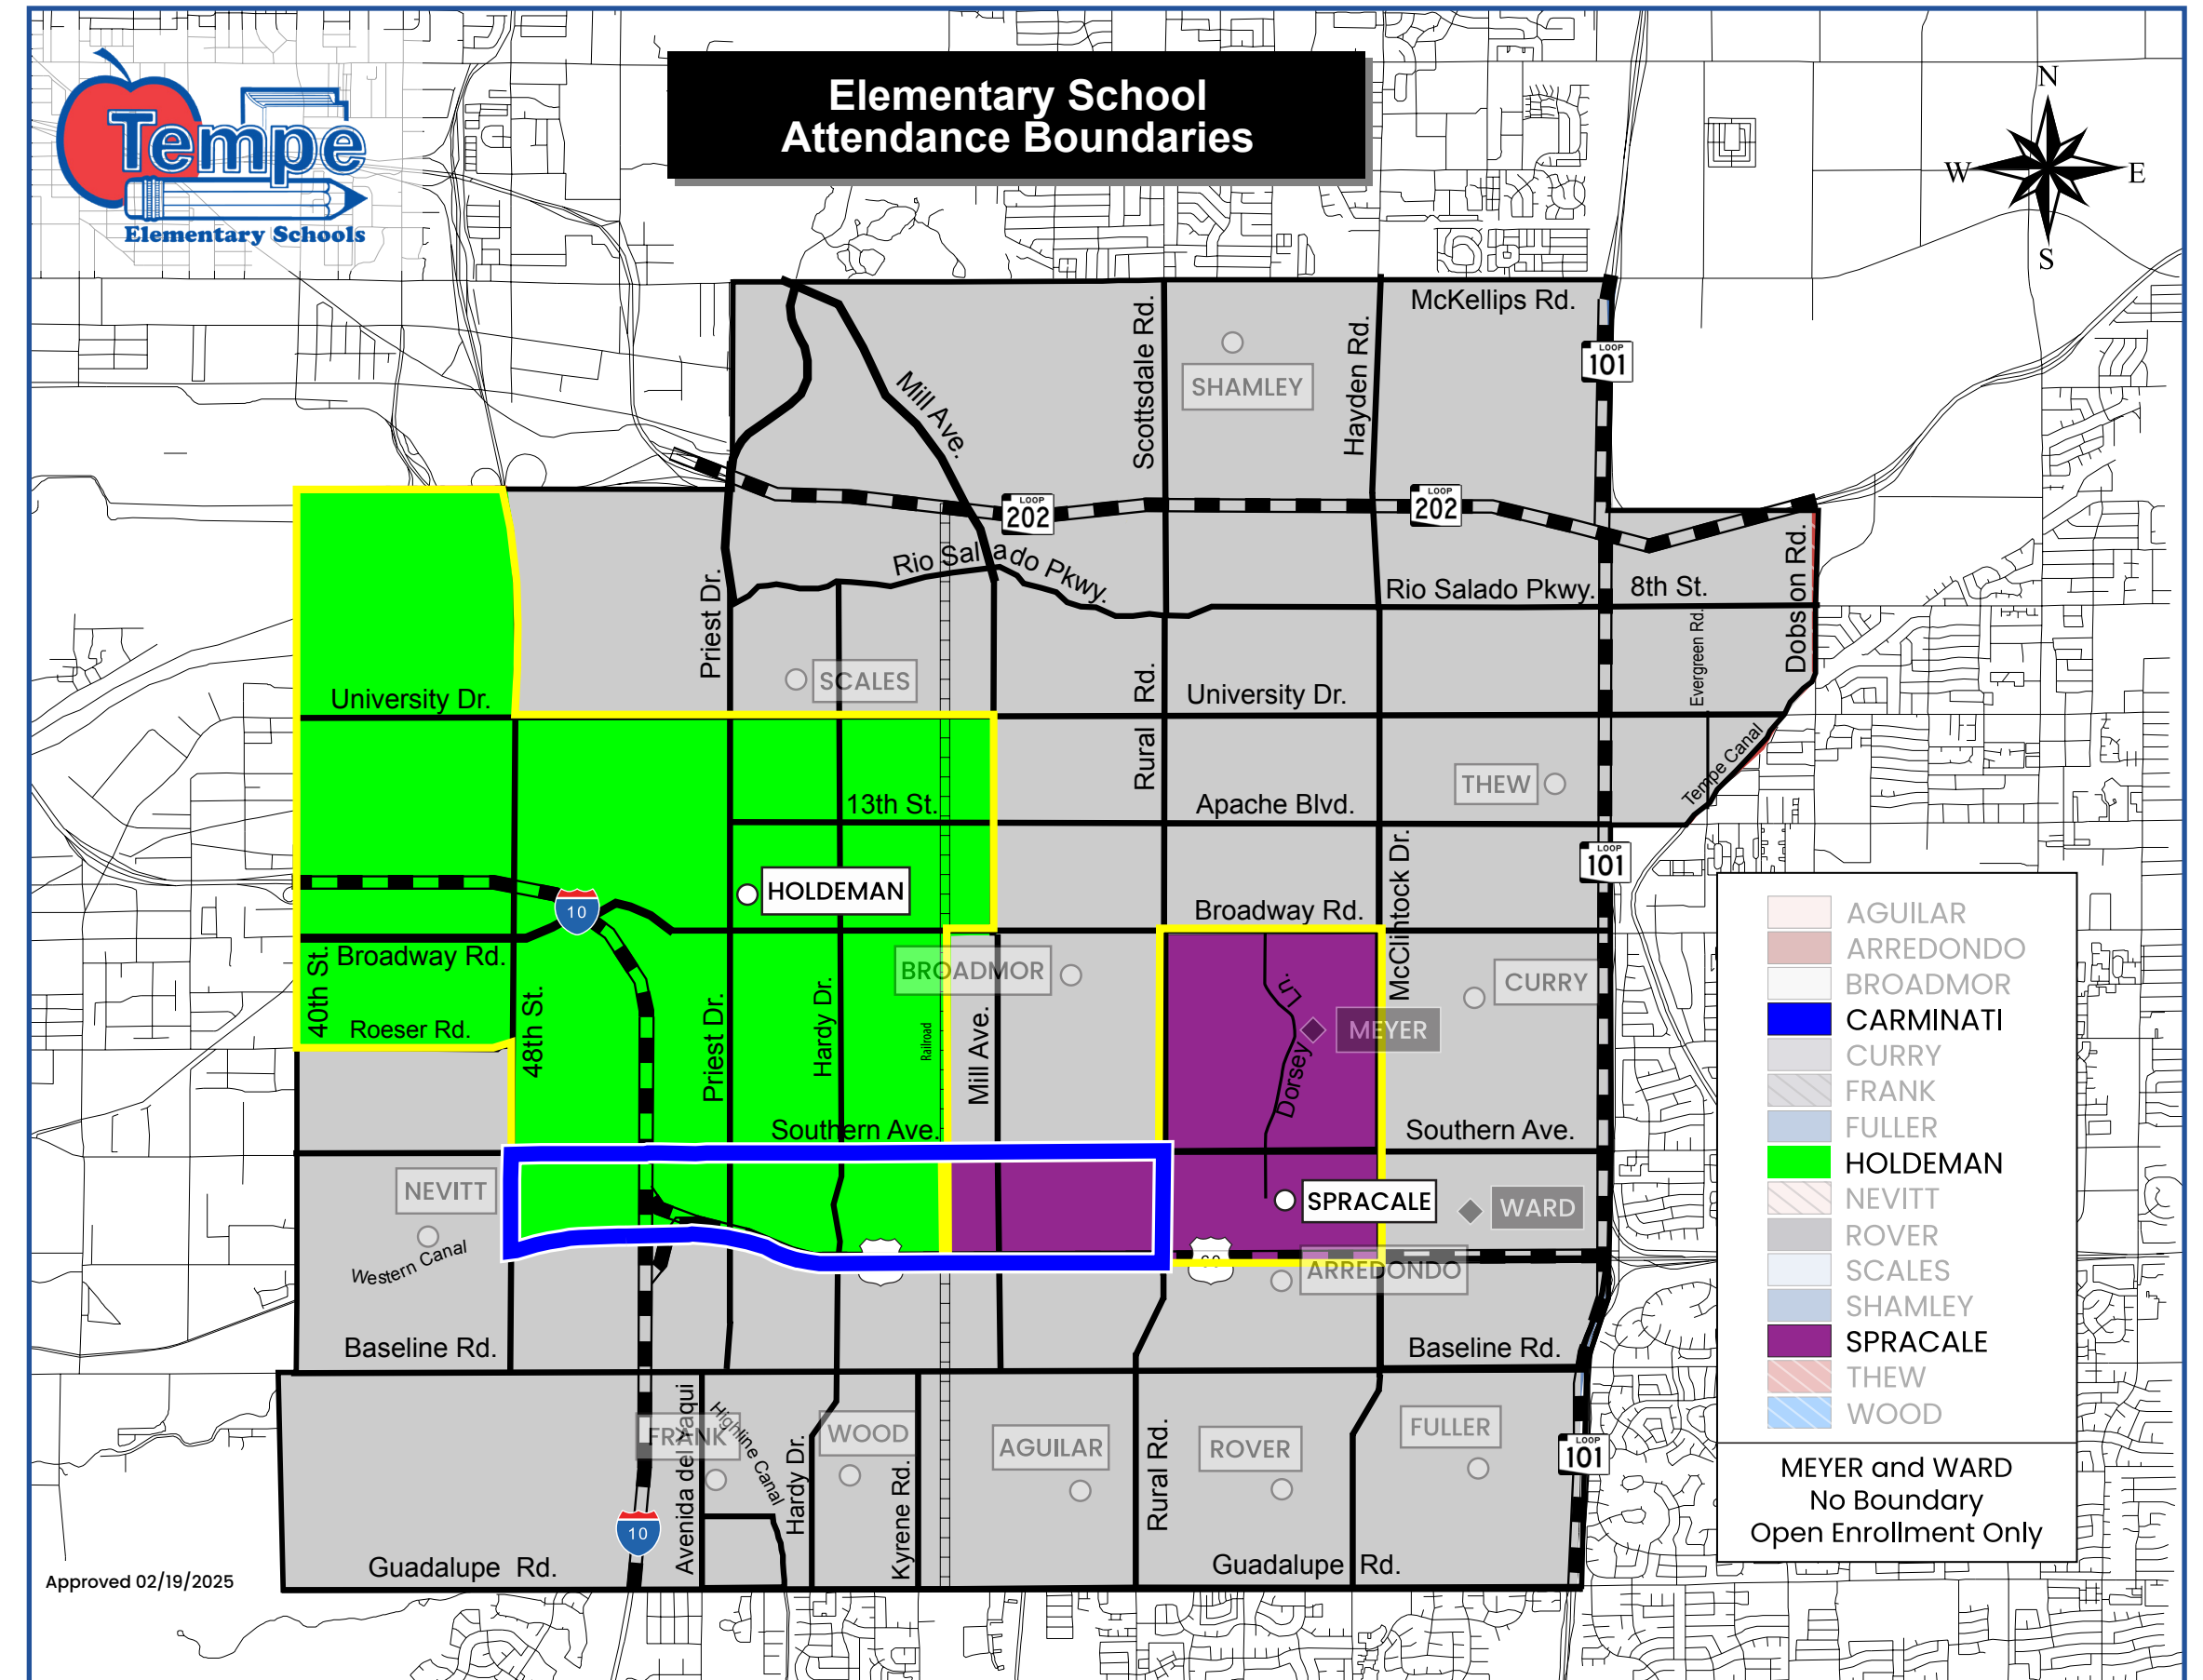 Tempe
Elementary Schools
Elementary School
Attendance Boundaries
N
W
E
S
McKellips Rd.
Scottsdale Rd.
Hayden Rd.
LOOP
101
SHAMLEY
Mill Ave.
LOOP
202
LOOP
202
Rio Salado Pkwy.
Rio Salado Pkwy.
8th St.
Dobson Rd.
Evergreen Rd.
Priest Dr.
SCALES
University Dr.
Rural Rd.
University Dr.
Tempe Canal
THEW
13th St.
Apache Blvd.
McClintock Dr.
LOOP
101
HOLDEMAN
10
Broadway Rd.
Broadway Rd.
40th St.
BROADMOR
CURRY
Roeser Rd.
48th St.
Priest Dr.
Hardy Dr.
Railroad
Mill Ave.
Dorsey Ln.
MEYER
Southern Ave.
Southern Ave.
NEVITT
SPRACALE
WARD
Western Canal
ARREDONDO
Baseline Rd.
Baseline Rd.
FRANK
Avenida del Yaqui
Highline Canal
Hardy Dr.
WOOD
Kyrene Rd.
AGUILAR
Rural Rd.
ROVER
FULLER
LOOP
101
10
Guadalupe Rd.
Guadalupe Rd.
Approved 02/19/2025
AGUILAR
ARREDONDO
BROADMOR
CARMINATI
CURRY
FRANK
FULLER
HOLDEMAN
NEVITT
ROVER
SCALES
SHAMLEY
SPRACALE
THEW
WOOD
MEYER and WARD
No Boundary
Open Enrollment Only